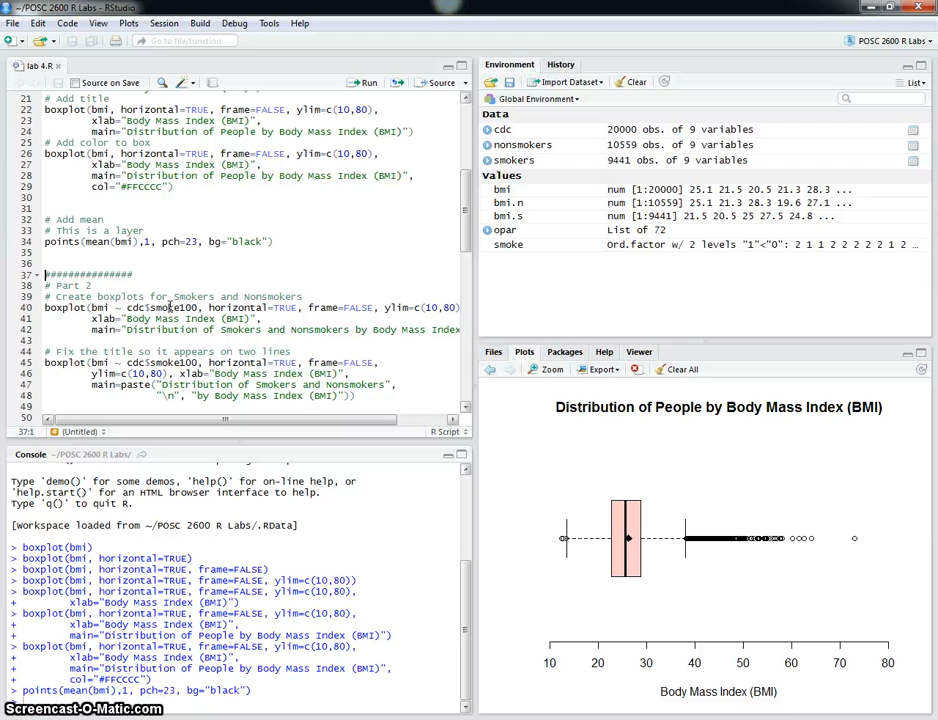 ~/POSC 2600 R Labs - RStudio
File Edit Code View Plots Session Build Debug Tools Help
Go to file/function
POSC 2600 R Labs
lab 4.R
Source on Save
Run
Source
21 # Add title
22 boxplot(bmi, horizontal=TRUE, frame=FALSE, ylim=c(10,80),
23 xlab="Body Mass Index (BMI)",
24 main="Distribution of People by Body Mass Index (BMI)")
25 # Add color to box
26 boxplot(bmi, horizontal=TRUE, frame=FALSE, ylim=c(10,80),
27 xlab="Body Mass Index (BMI)",
28 main="Distribution of People by Body Mass Index (BMI)",
29 col="#FFCCCC")
30
31
32 # Add mean
33 # This is a layer
34 points(mean(bmi),1, pch=23, bg="black")
35
36
37 ###############
38 # Part 2
39 # Create boxplots for Smokers and Nonsmokers
40 boxplot(bmi ~ cdc$smoke100, horizontal=TRUE, frame=FALSE, ylim=c(10,80)
41 xlab="Body Mass Index (BMI)",
42 main="Distribution of Smokers and Nonsmokers by Body Mass Index
43
44 # Fix the title so it appears on two lines
45 boxplot(bmi ~ cdc$smoke100, horizontal=TRUE, frame=FALSE,
46 ylim=c(10,80), xlab="Body Mass Index (BMI)",
47 main=paste("Distribution of Smokers and Nonsmokers",
48 "\n", "by Body Mass Index (BMI)"))
49
50
37:1 (Untitled) R Script
Console ~/POSC 2600 R Labs/
Type 'demo()' for some demos, 'help()' for on-line help, or
'help.start()' for an HTML browser interface to help.
Type 'q()' to quit R.
[Workspace loaded from ~/POSC 2600 R Labs/.RData]
> boxplot(bmi)
> boxplot(bmi, horizontal=TRUE)
> boxplot(bmi, horizontal=TRUE, frame=FALSE)
> boxplot(bmi, horizontal=TRUE, frame=FALSE, ylim=c(10,80))
> boxplot(bmi, horizontal=TRUE, frame=FALSE, ylim=c(10,80),
+ xlab="Body Mass Index (BMI)")
> boxplot(bmi, horizontal=TRUE, frame=FALSE, ylim=c(10,80),
+ xlab="Body Mass Index (BMI)",
+ main="Distribution of People by Body Mass Index (BMI)")
> boxplot(bmi, horizontal=TRUE, frame=FALSE, ylim=c(10,80),
+ xlab="Body Mass Index (BMI)",
+ main="Distribution of People by Body Mass Index (BMI)",
+ col="#FFCCCC")
> points(mean(bmi),1, pch=23, bg="black")
Screencast-O-Matic.com
Environment History
Import Dataset Clear List
Global Environment
Data
cdc 20000 obs. of 9 variables
nonsmokers 10559 obs. of 9 variables
smokers 9441 obs. of 9 variables
Values
bmi num [1:20000] 25.1 21.5 20.5 21.3 28.3 ...
bmi.n num [1:10559] 25.1 21.3 28.3 19.6 27.1 ...
bmi.s num [1:9441] 21.5 20.5 25 27.5 24.8 ...
opar List of 72
smoke Ord.factor w/ 2 levels "1"<"0": 2 1 1 2 2 2 2 2 1 2 …
Files Plots Packages Help Viewer
Zoom Export Clear All
Distribution of People by Body Mass Index (BMI)
10 20 30 40 50 60 70 80
Body Mass Index (BMI)